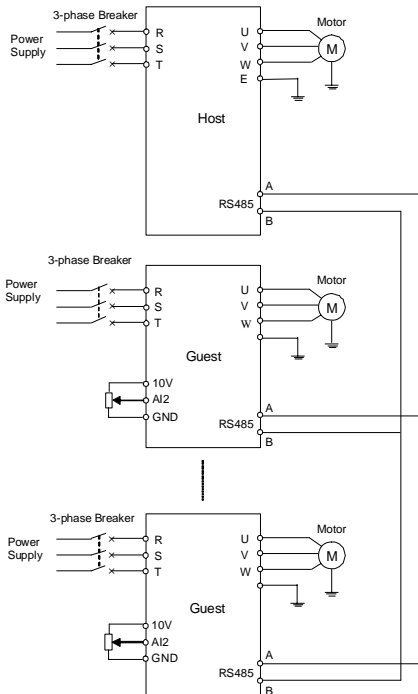 3-phase Breaker
Power
Supply
R
S
T
U
V
W
E
Motor
M
Host
RS485
A
B
3-phase Breaker
Power
Supply
R
S
T
U
V
W
Motor
M
Guest
10V
AI2
GND
RS485
A
B
3-phase Breaker
Power
Supply
R
S
T
U
V
W
Motor
M
Guest
10V
AI2
GND
RS485
A
B